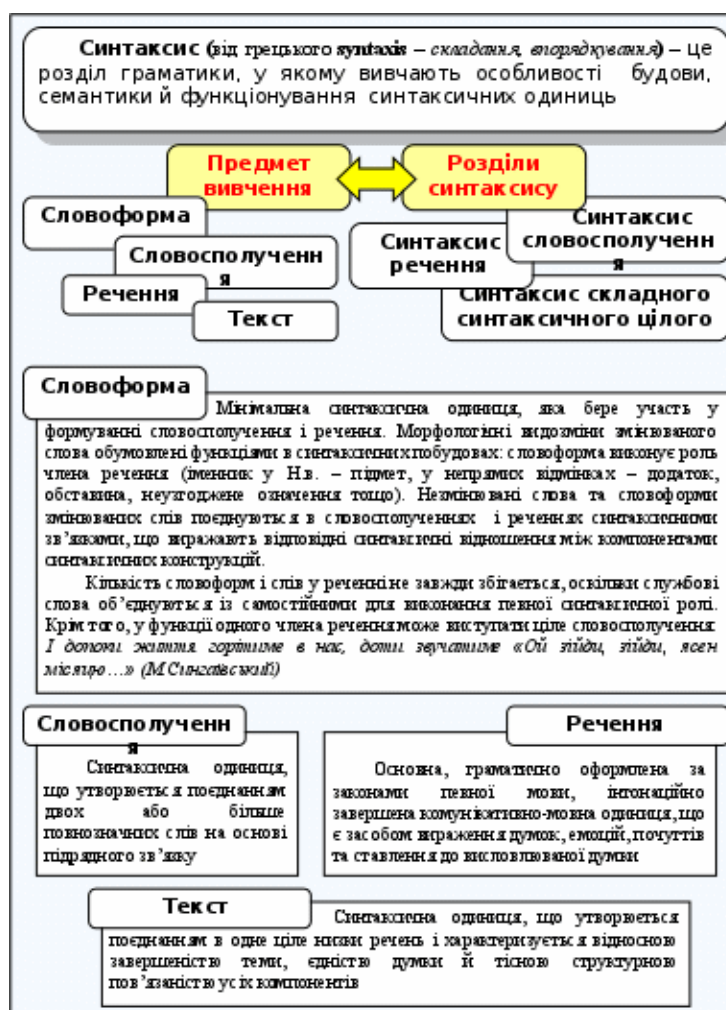 Синтаксис (від грецького syntaxis – складання, впорядкування) – це
розділ граматики, у якому вивчають особливості будови,
семантики й функціонування синтаксичних одиниць
Предмет
вивчення
Розділи
синтаксису
Словоформа
Словосполученн
я
Речення
Текст
Синтаксис
речення
Синтаксис
словосполученн
я
Синтаксис складного
синтаксичного цілого
Словоформа
Мінімальна синтаксична одиниця, яка бере участь у
формуванні словосполучення і речення. Морфологічні видозміни змінюваного
слова обумовлені функціями в синтаксичних побудовах: словоформа виконує роль
члена речення (іменник у Н.в. – підмет, у непрямих відмінках – додаток,
обставина, неузгоджене означення тощо). Незмінювані слова та словоформи
змінюваних слів поєднуються в словосполученнях і реченнях синтаксичними
зв’язками, що виражають відповідні синтаксичні відношення між компонентами
синтаксичних конструкцій.
Кількість словоформ і слів у реченні не завжди збігається, оскільки службові
слова об’єднуються із самостійними для виконання певної синтаксичної ролі.
Крім того, у функції одного члена речення може виступати ціле словосполучення:
І допоки життя горітиме в нас, доти звучатиме «Ой зійди, зійди, ясен
місяцю…» (М.Сингаївський)
Словосполученн
я
Синтаксична одиниця,
що утворюється поєднанням
двох або більше
повнозначних слів на основі
підрядного зв’язку
Речення
Основна, граматично оформлена за
законами певної мови, інтонаційно
завершена комунікативно-мовна одиниця, що
є засобом вираження думок, емоцій, почуттів
та ставлення до висловлюваної думки
Текст
Синтаксична одиниця, що утворюється
поєднанням в одне ціле низки речень і характеризується відносною
завершеністю теми, єдністю думки й тісною структурною
пов’язаністю усіх компонентів